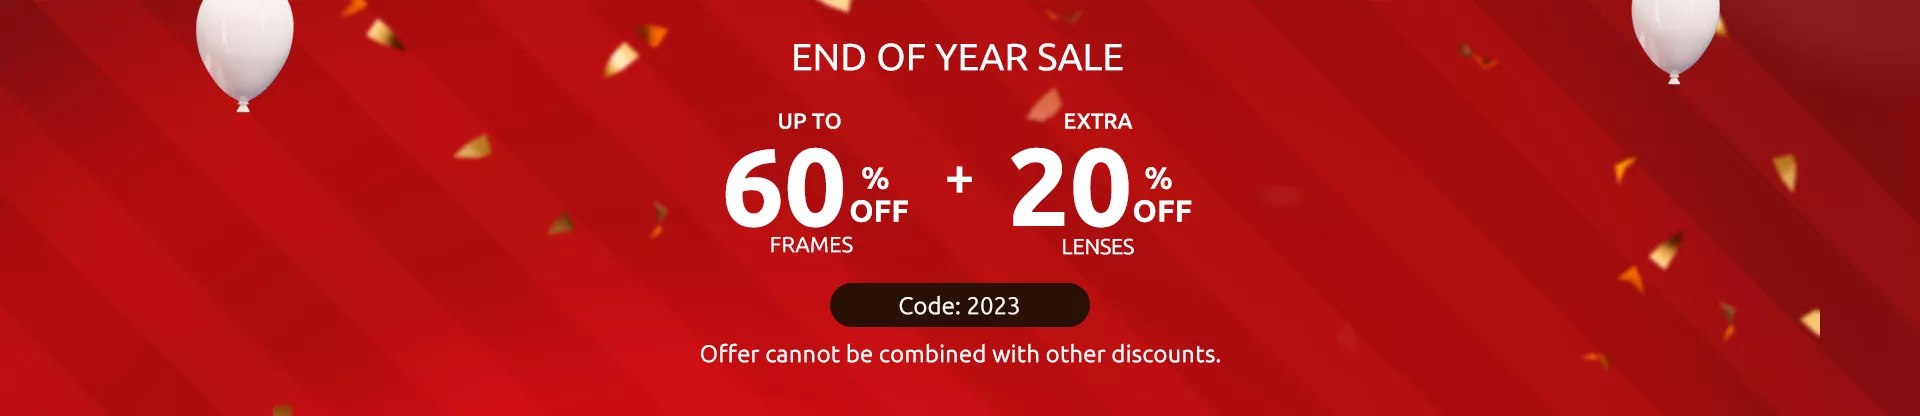 END OF YEAR SALE
UP TO
60% OFF
FRAMES
+
EXTRA
20% OFF
LENSES
Code: 2023
Offer cannot be combined with other discounts.